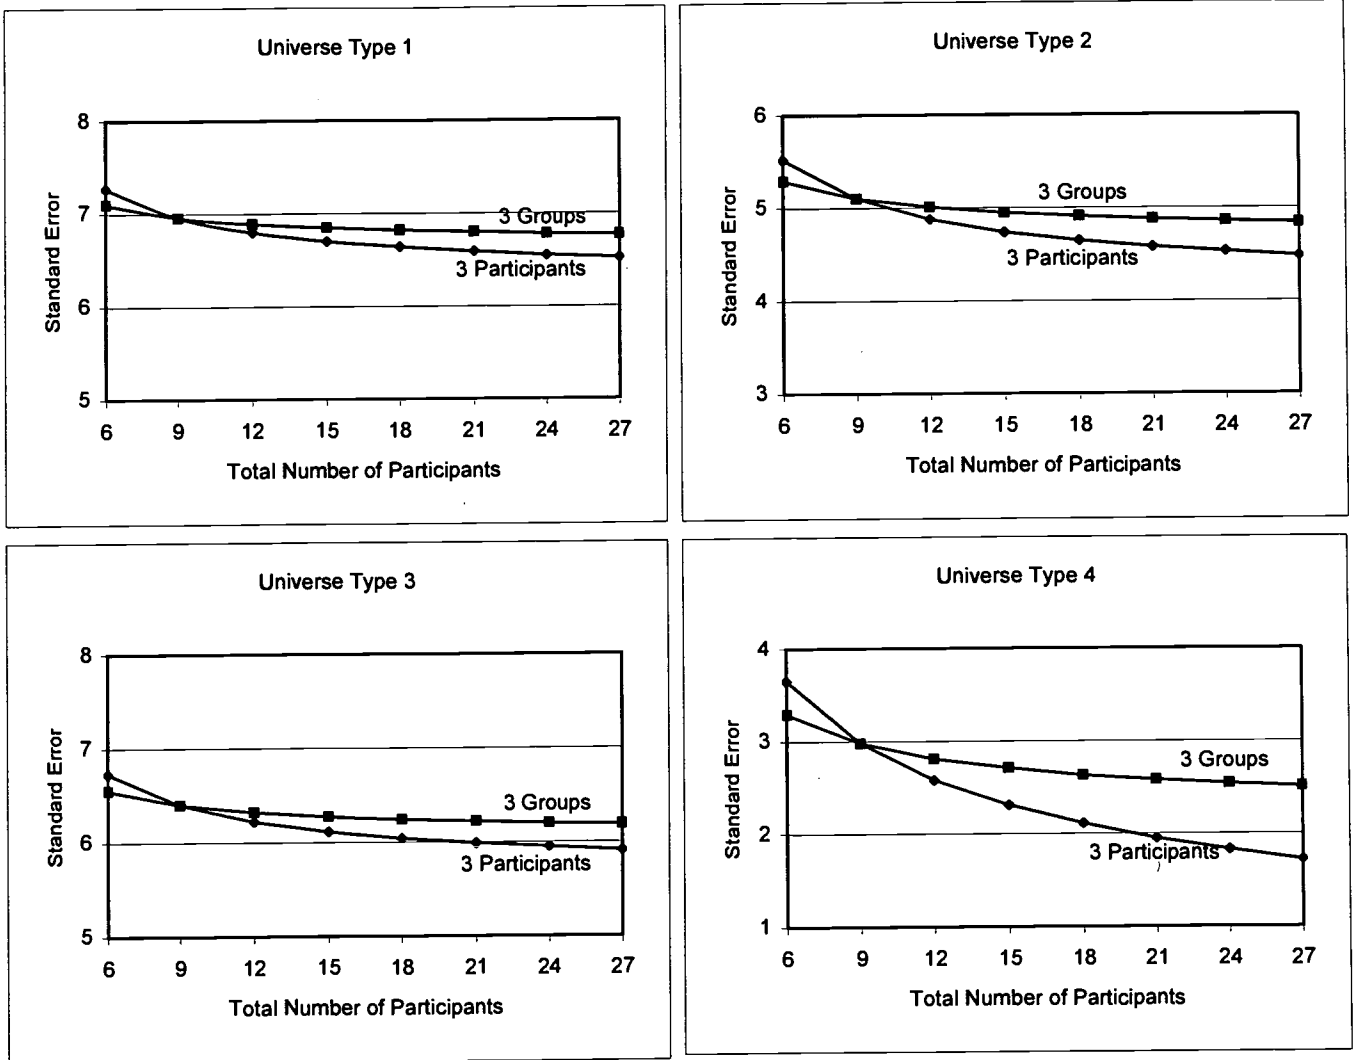 Universe Type 1
8
7
6
5
Standard Error
3 Groups
3 Participants
6 9 12 15 18 21 24 27
Total Number of Participants
Universe Type 2
6
5
4
3
Standard Error
3 Groups
3 Participants
6 9 12 15 18 21 24 27
Total Number of Participants
Universe Type 3
8
7
6
5
Standard Error
3 Groups
3 Participants
6 9 12 15 18 21 24 27
Total Number of Participants
Universe Type 4
4
3
2
1
Standard Error
3 Groups
3 Participants
6 9 12 15 18 21 24 27
Total Number of Participants